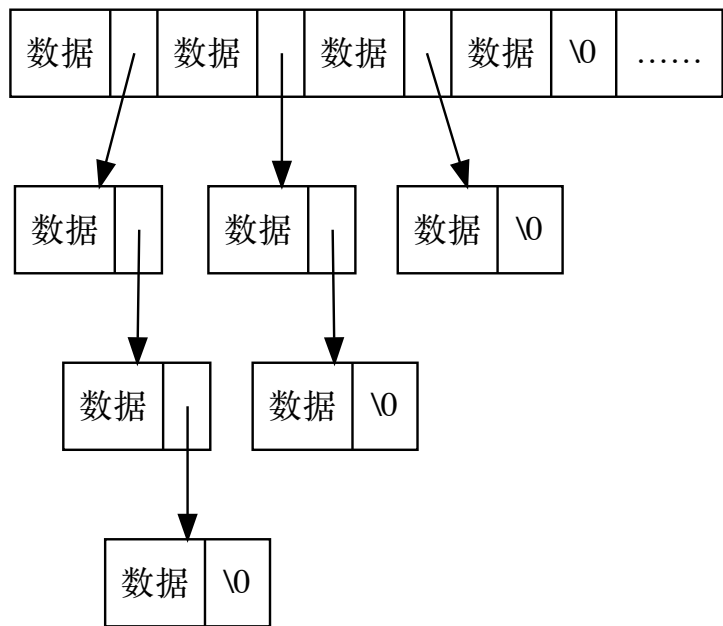 数据 数据 数据 数据 \0 ......
数据 数据 数据 \0
数据 数据 \0
数据 \0